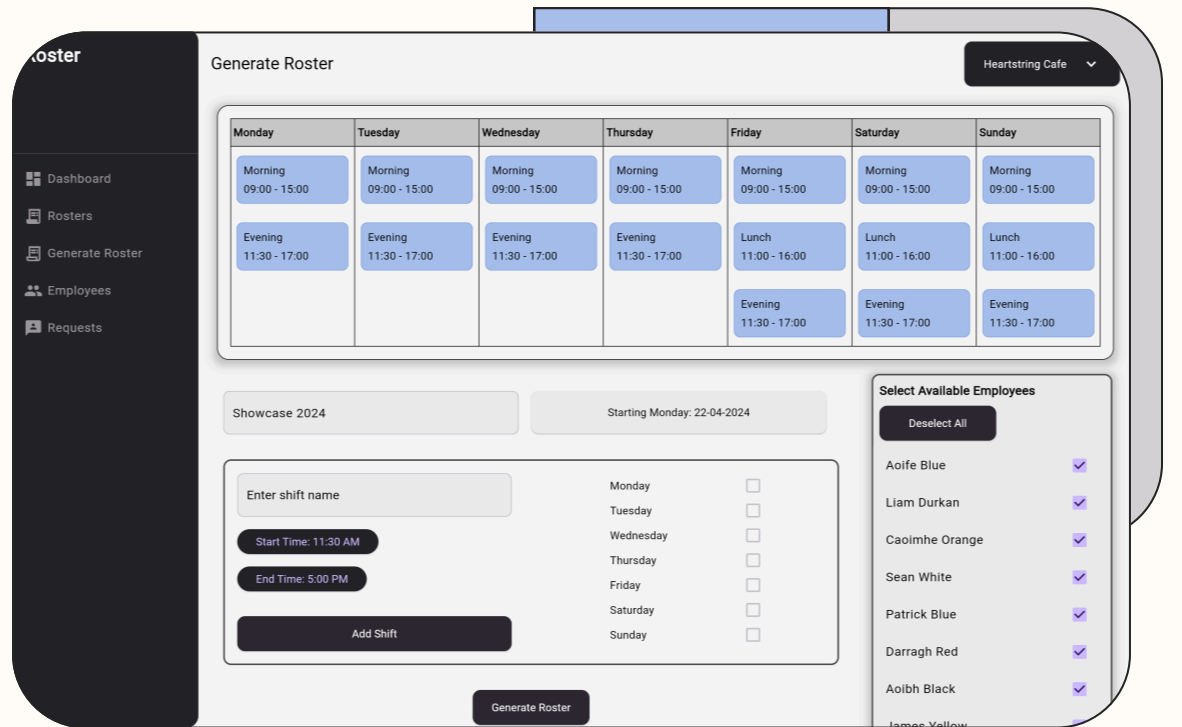 oster
Generate Roster
Heartstring Cafe
Dashboard
Rosters
Generate Roster
Employees
Requests
Monday Tuesday Wednesday Thursday Friday Saturday Sunday
Morning Morning Morning Morning Morning Morning Morning
09:00 - 15:00 09:00 - 15:00 09:00 - 15:00 09:00 - 15:00 09:00 - 15:00 09:00 - 15:00 09:00 - 15:00
Evening Evening Evening Evening Lunch Lunch Lunch
11:30 - 17:00 11:30 - 17:00 11:30 - 17:00 11:30 - 17:00 11:00 - 16:00 11:00 - 16:00 11:00 - 16:00
Evening Evening Evening
11:30 - 17:00 11:30 - 17:00 11:30 - 17:00
Showcase 2024
Starting Monday: 22-04-2024
Enter shift name
Start Time: 11:30 AM
End Time: 5:00 PM
Add Shift
Monday
Tuesday
Wednesday
Thursday
Friday
Saturday
Sunday
Generate Roster
Select Available Employees
Deselect All
Aoife Blue
Liam Durkan
Caoimhe Orange
Sean White
Patrick Blue
Darragh Red
Aoibh Black
James Yellow